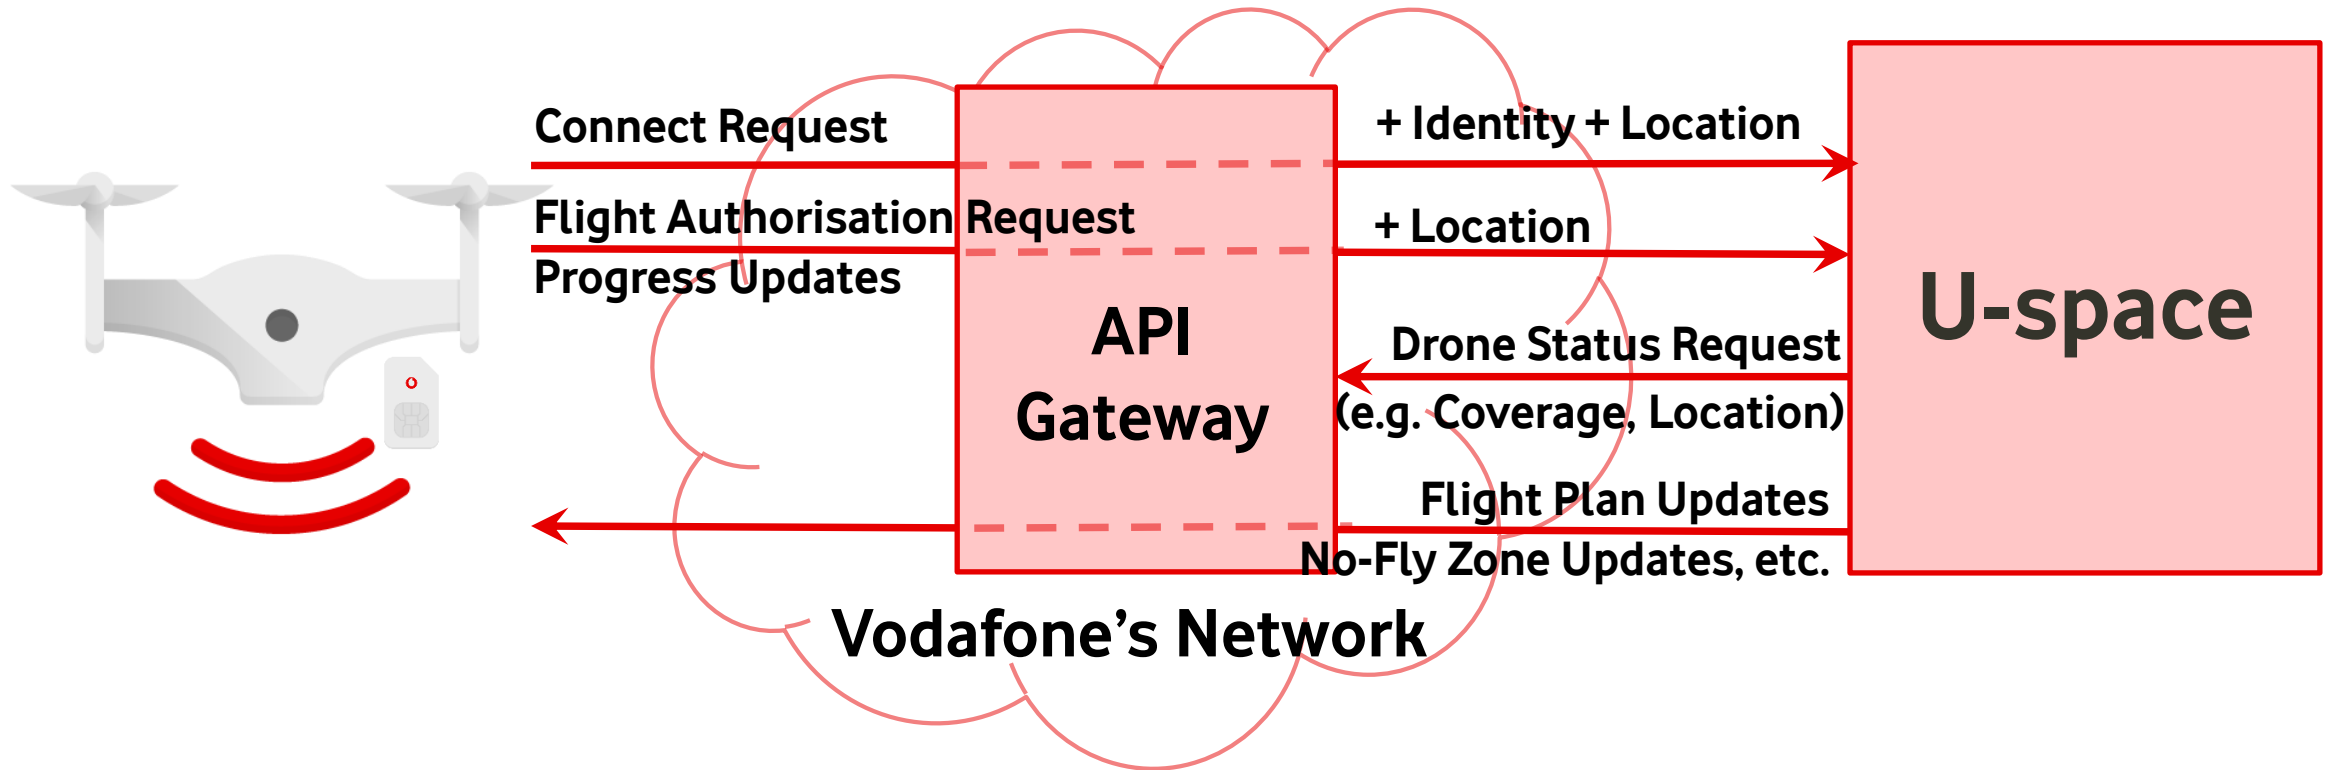 Connect Request
+ Identity + Location
Flight Authorisation Request
+ Location
Progress Updates
API
Gateway
U-space
Drone Status Request
(e.g. Coverage, Location)
Flight Plan Updates
No-Fly Zone Updates, etc.
Vodafone’s Network